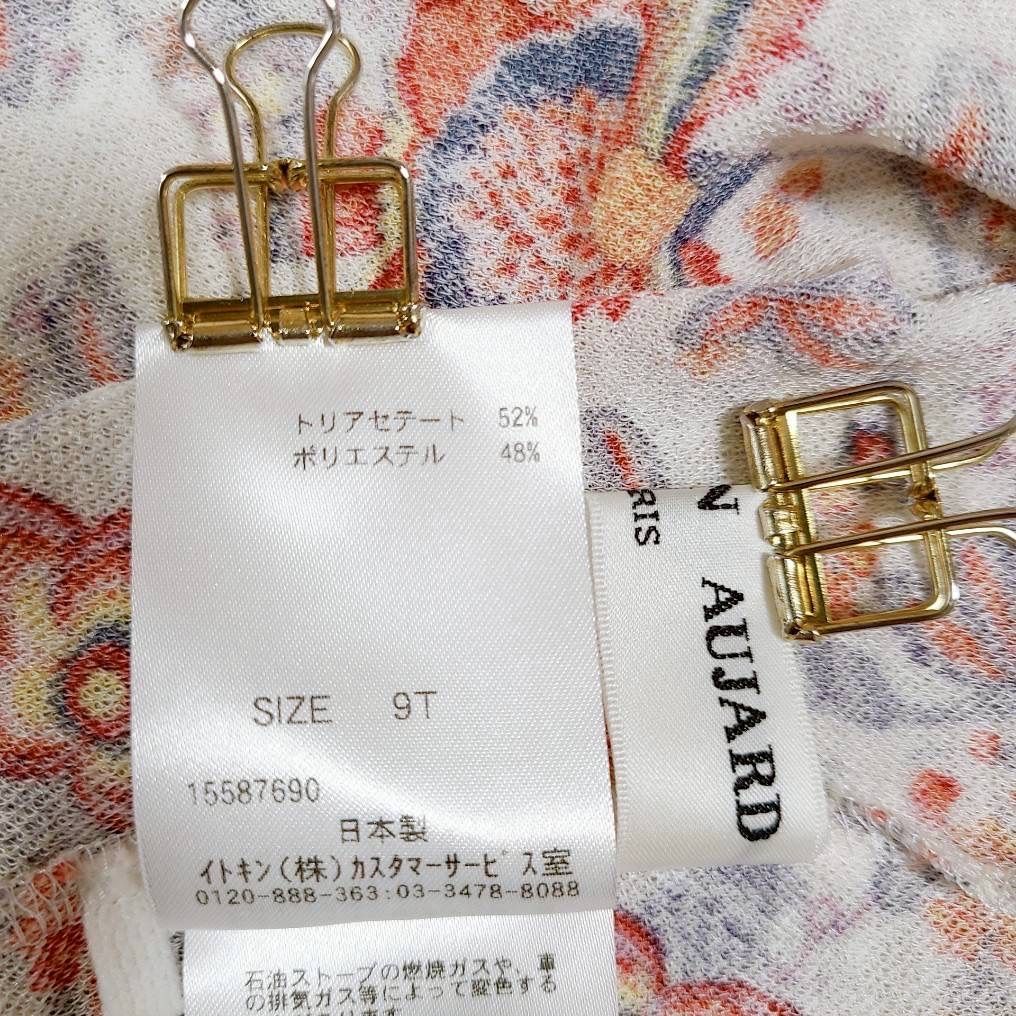 トリアセテート 52%
ポリエステル 48%
SIZE 9T
15587690
日本製
イトキン(株)カスタマーサービス室
0120-888-363:03-3478-8088
石油ストーブの燃焼ガスや、車
の排気ガス等によって変色する
N AUJARD
RIS